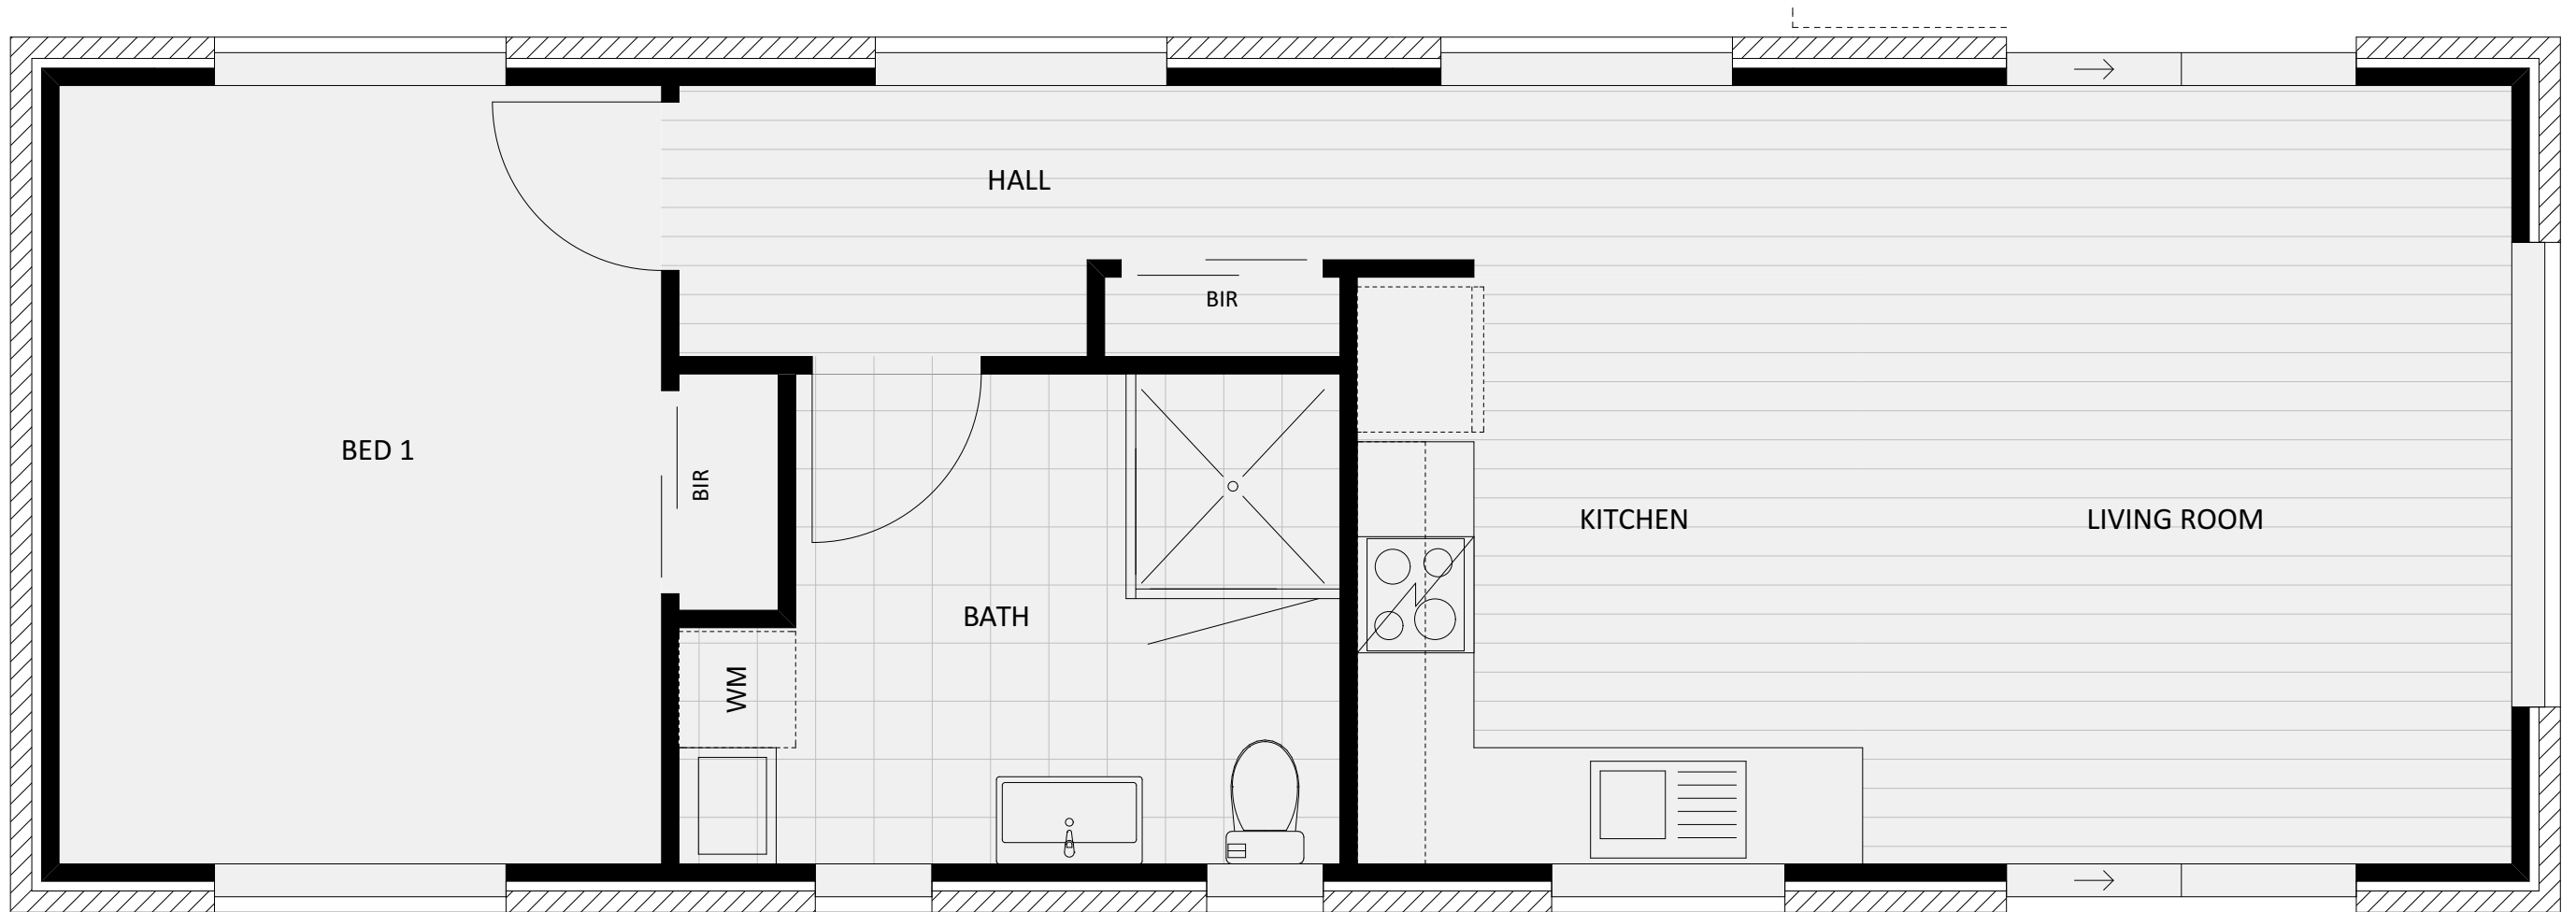 HALL
BIR
BED 1
BIR
KITCHEN
LIVING ROOM
BATH
WM